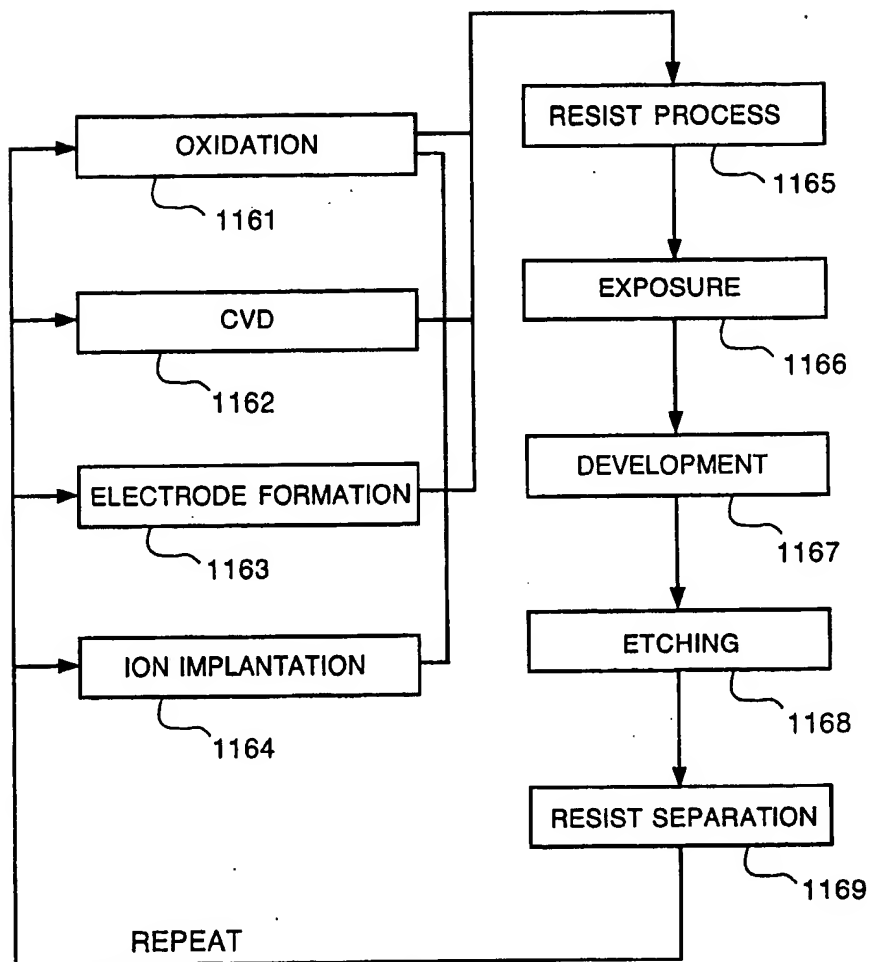 OXIDATION
1161
CVD
1162
ELECTRODE FORMATION
1163
ION IMPLANTATION
1164
RESIST PROCESS
1165
EXPOSURE
1166
DEVELOPMENT
1167
ETCHING
1168
RESIST SEPARATION
1169
REPEAT